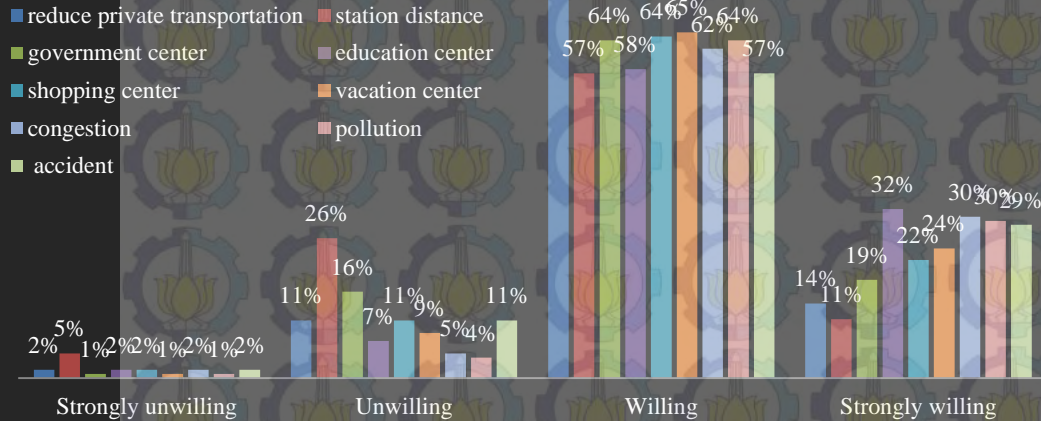 reduce private transportation
station distance
government center
education center
shopping center
vacation center
congestion
pollution
accident
2%
5%
1%
2%
2%
1%
2%
1%
2%
11%
26%
16%
7%
11%
9%
5%
4%
11%
57%
64%
58%
64%
65%
62%
64%
57%
14%
11%
19%
32%
22%
24%
30%
30%
29%
Strongly unwilling
Unwilling
Willing
Strongly willing